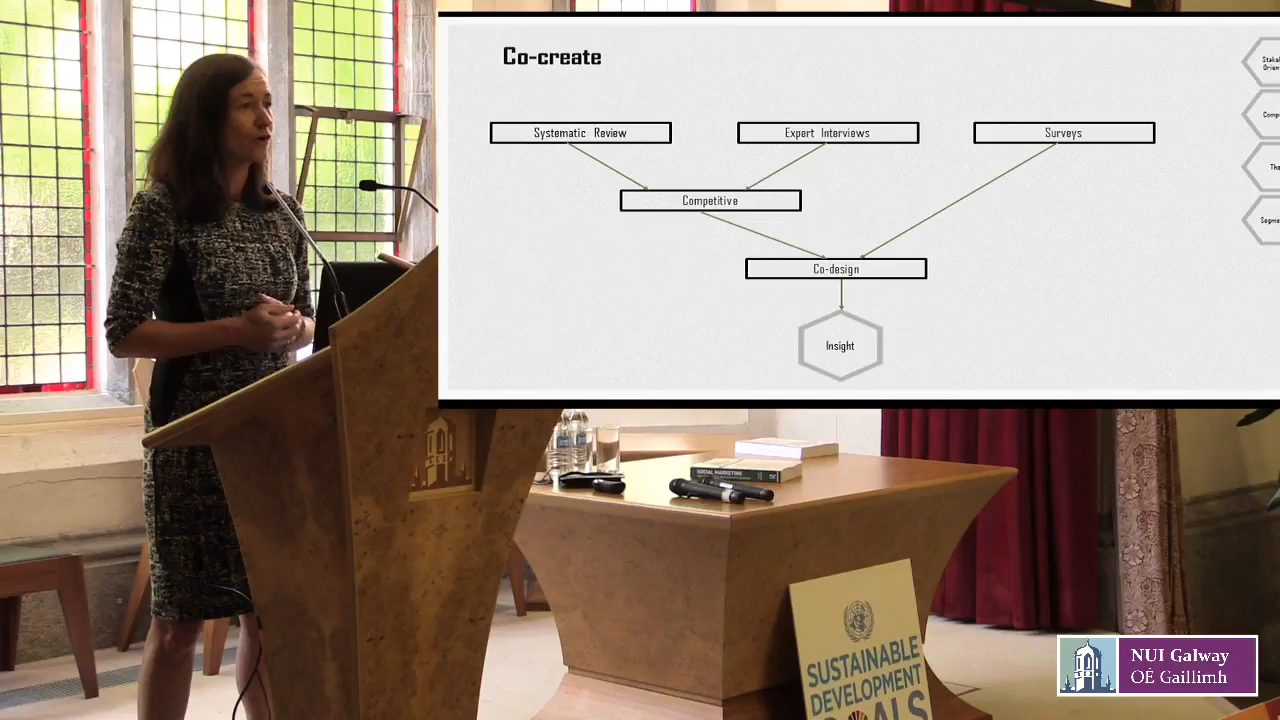 Co-create
Systematic Review
Expert Interviews
Surveys
Competitive
Co-design
Insight
SOCIAL MARKETING
SUSTAINABLE
DEVELOPMENT
NUI Galway
OÉ Gaillimh